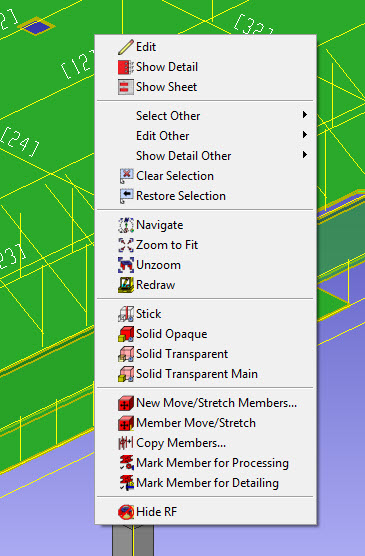 [32]
[12]
[24]
Edit
Show Detail
Show Sheet
Select Other
Edit Other
Show Detail Other
Clear Selection
Restore Selection
Navigate
Zoom to Fit
Unzoom
Redraw
Stick
Solid Opaque
Solid Transparent
Solid Transparent Main
New Move/Stretch Members...
Member Move/Stretch
Copy Members...
Mark Member for Processing
Mark Member for Detailing
Hide RF